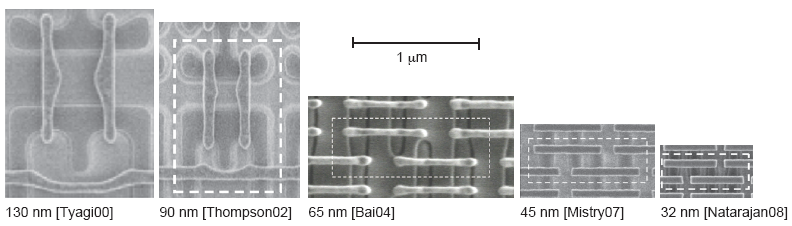 1 μm
130 nm [Tyagi00]
90 nm [Thompson02]
65 nm [Bai04]
45 nm [Mistry07]
32 nm [Natarajan08]